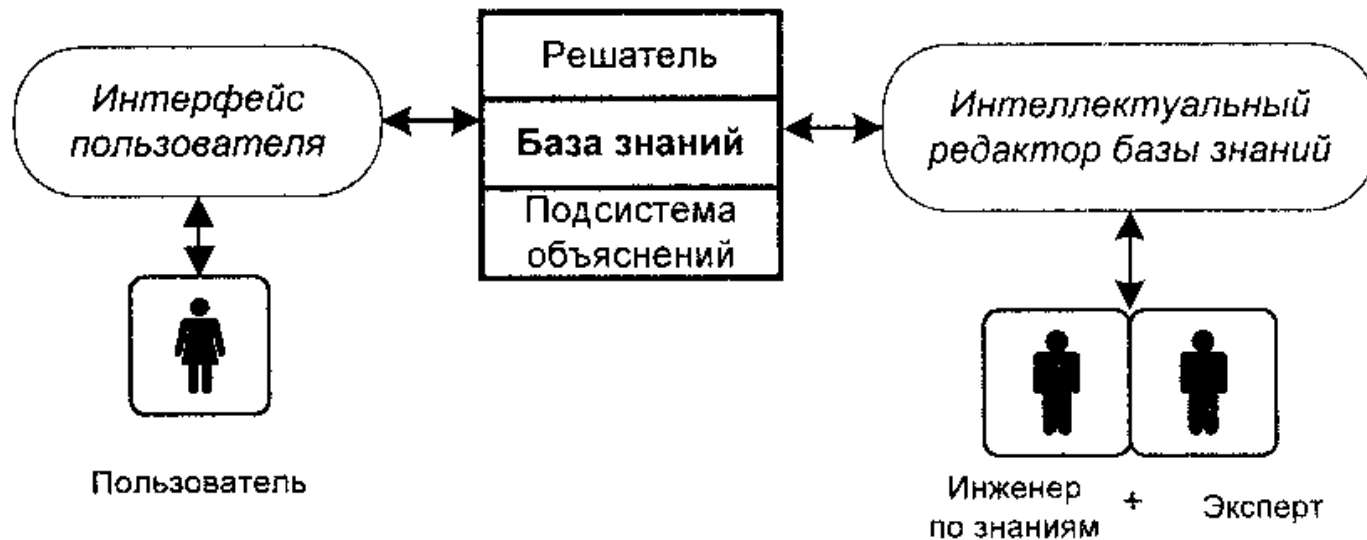 Интерфейс
пользователя
Решатель
База знаний
Подсистема
объяснений
Интеллектуальный
редактор базы знаний
Пользователь
Инженер
по знаниям
+
Эксперт